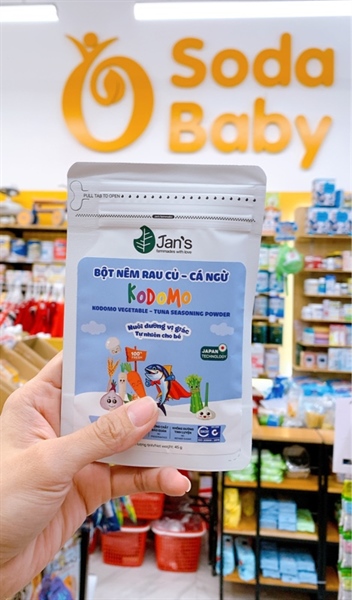 Soda
Baby
PULL TAB TO OPEN
Jan's
BỘT NÊM RAU CỦ - CÁ NGỪ
KODOMO
KODOMO VEGETABLE - TUNA SEASONING POWDER
Nuôi dưỡng vị giác
Tự nhiên cho bé
100%
JAPAN
TECHNOLOGY